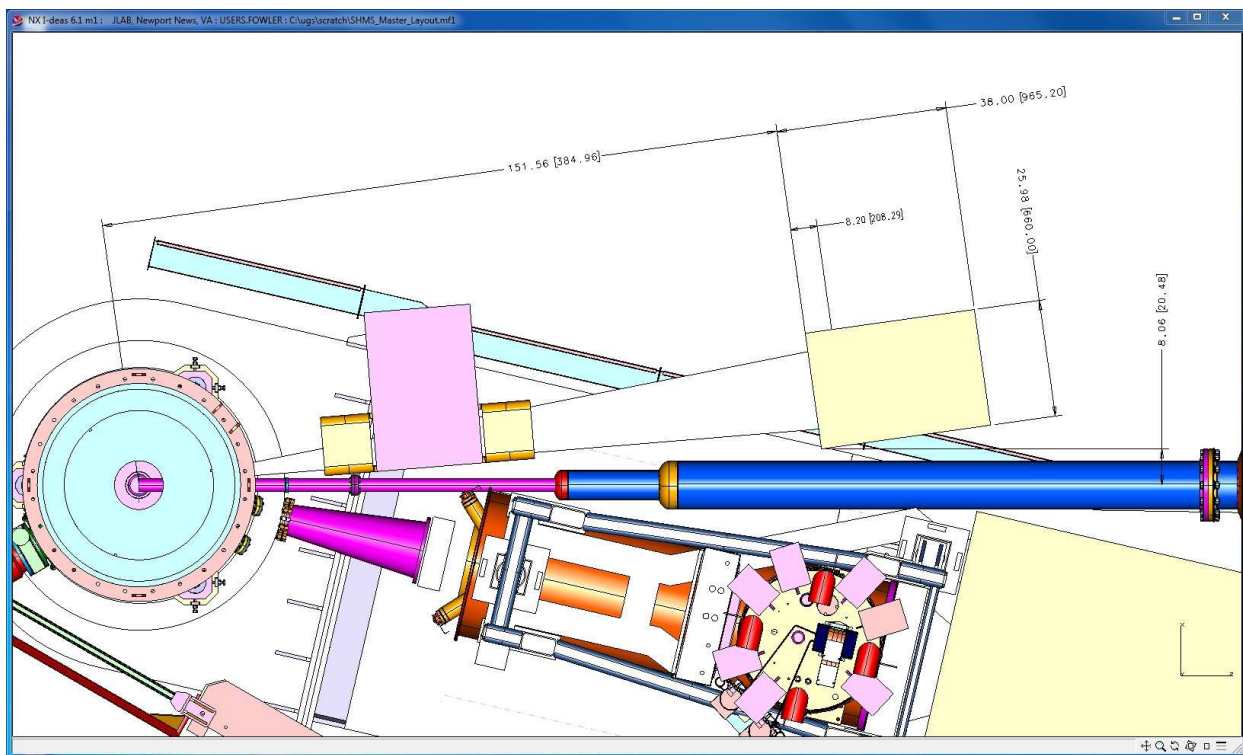 NX I-deas 6.1 m1 : JLAB, Newport News, VA : USERS.FOWLER : C:\ugs\scratch\SHMS_Master_Layout.mf1
38.00 [965.20]
151.56 [384.96]
25.98 [660.00]
8.20 [208.29]
8.06 [20.48]
X
Z